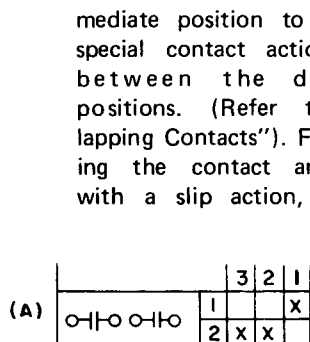 mediate position to
special contact actio
between the d
positions. (Refer t
lapping Contacts"). F
ing the contact ar
with a slip action,
3 2 1
(A) 1 X
2 X X